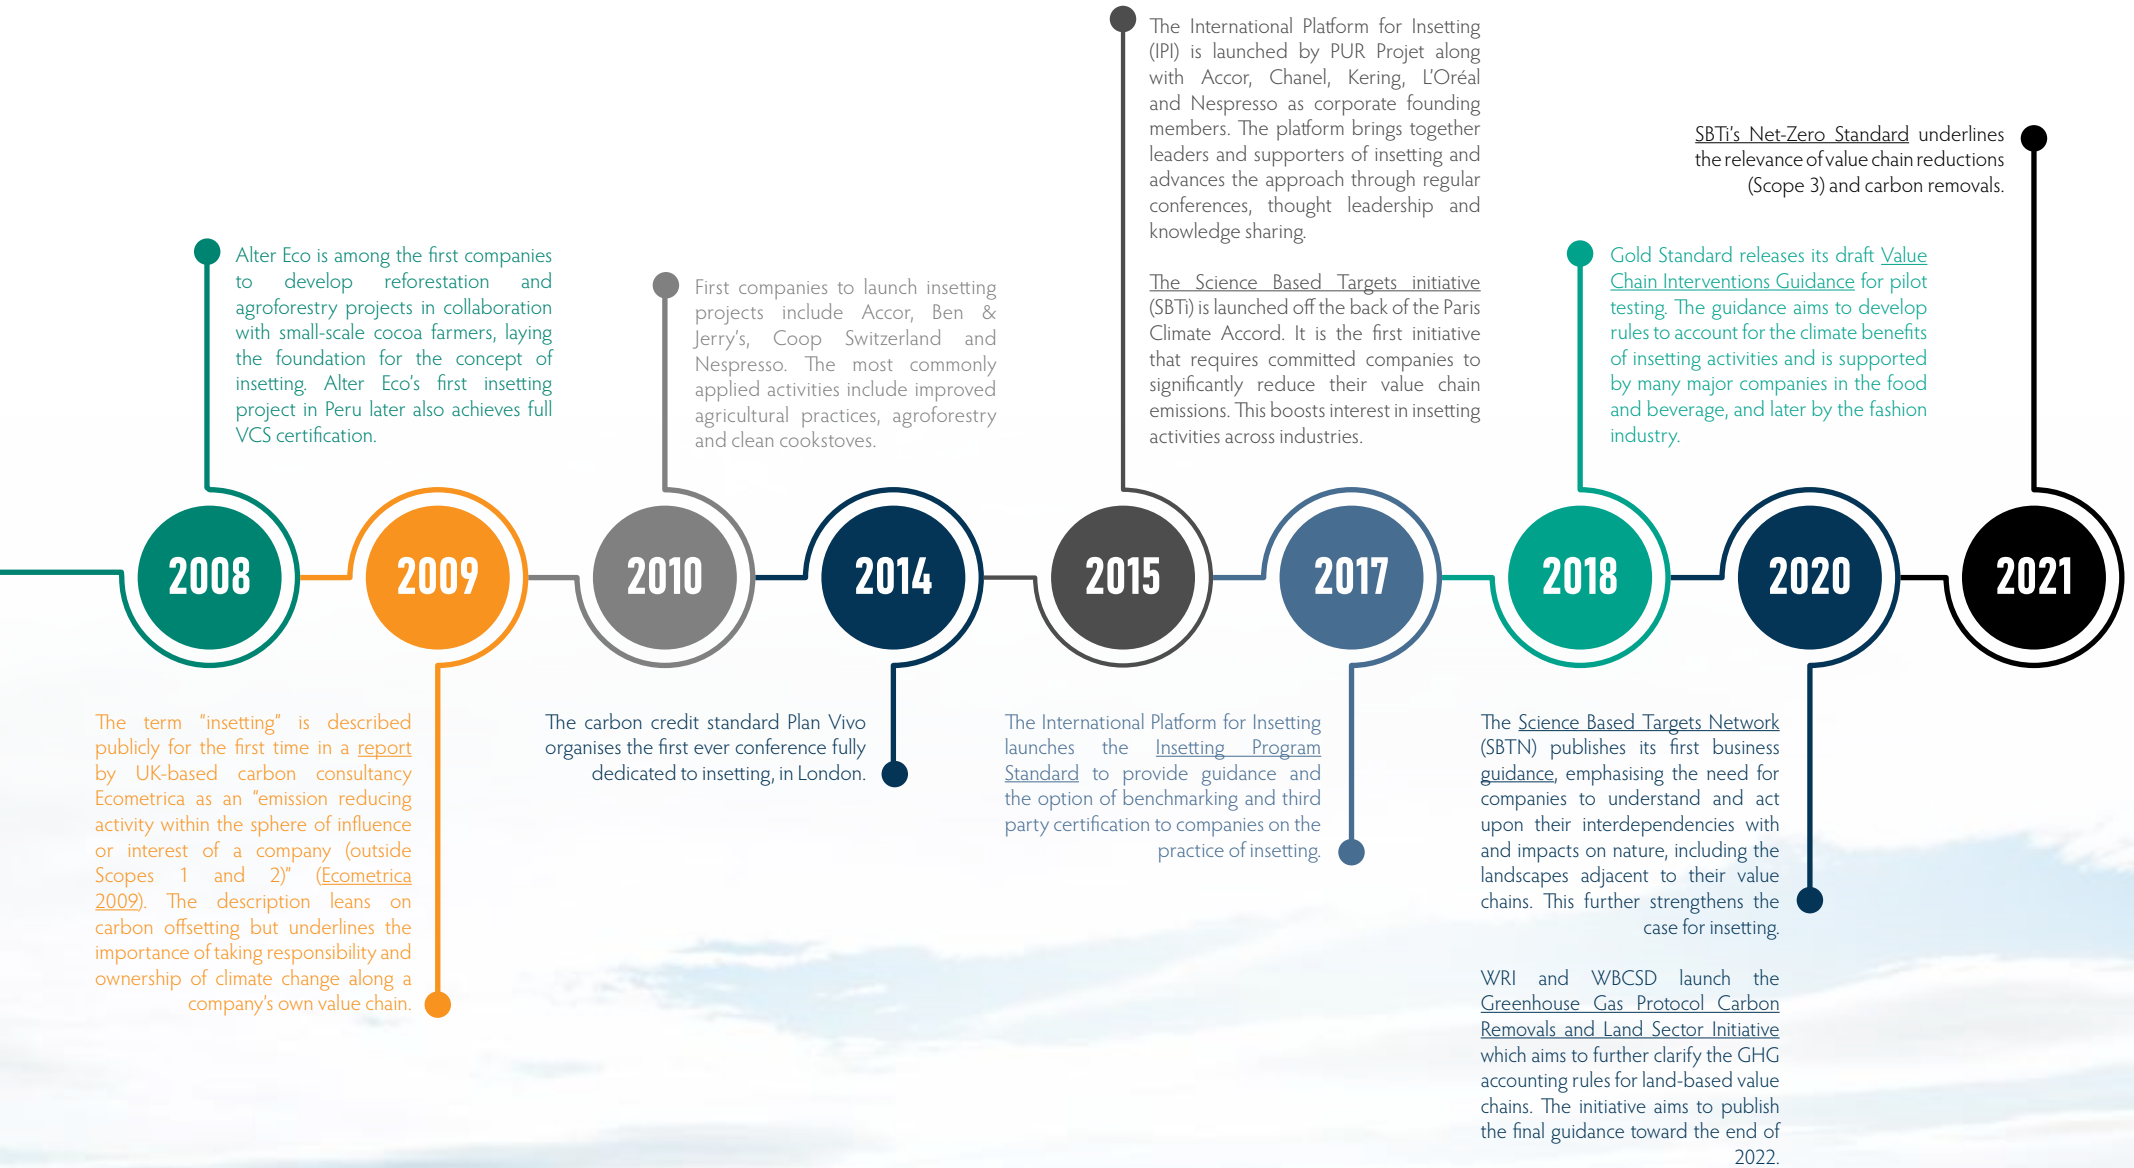 The International Platform for Insetting
(IPI) is launched by PUR Projet along
with Accor, Chanel, Kering, L'Oréal
and Nespresso as corporate founding
members. The platform brings together
leaders and supporters of insetting and
advances the approach through regular
conferences, thought leadership and
knowledge sharing.
The Science Based Targets initiative
(SBTi) is launched off the back of the Paris
Climate Accord. It is the first initiative
that requires committed companies to
significantly reduce their value chain
emissions. This boosts interest in insetting
activities across industries.
SBTi's Net-Zero Standard underlines
the relevance of value chain reductions
(Scope 3) and carbon removals.
Alter Eco is among the first companies
to develop reforestation and
agroforestry projects in collaboration
with small-scale cocoa farmers, laying
the foundation for the concept of
insetting. Alter Eco's first insetting
project in Peru later also achieves full
VCS certification.
First companies to launch insetting
projects include Accor, Ben &
Jerry's, Coop Switzerland and
Nespresso. The most commonly
applied activities include improved
agricultural practices, agroforestry
and clean cookstoves.
Gold Standard releases its draft Value
Chain Interventions Guidance for pilot
testing. The guidance aims to develop
rules to account for the climate benefits
of insetting activities and is supported
by many major companies in the food
and beverage, and later by the fashion
industry.
2008
2009
2010
2014
2015
2017
2018
2020
2021
The term "insetting" is described
publicly for the first time in a report
by UK-based carbon consultancy
Ecometrica as an "emission reducing
activity within the sphere of influence
or interest of a company (outside
Scopes 1 and 2)" (Ecometrica
2009). The description leans on
carbon offsetting but underlines the
importance of taking responsibility and
ownership of climate change along a
company's own value chain.
The carbon credit standard Plan Vivo
organises the first ever conference fully
dedicated to insetting, in London.
The International Platform for Insetting
launches the Insetting Program
Standard to provide guidance and
the option of benchmarking and third
party certification to companies on the
practice of insetting.
The Science Based Targets Network
(SBTN) publishes its first business
guidance, emphasising the need for
companies to understand and act
upon their interdependencies with
and impacts on nature, including the
landscapes adjacent to their value
chains. This further strengthens the
case for insetting.
WRI and WBCSD launch the
Greenhouse Gas Protocol Carbon
Removals and Land Sector Initiative
which aims to further clarify the GHG
accounting rules for land-based value
chains. The initiative aims to publish
the final guidance toward the end of
2022.